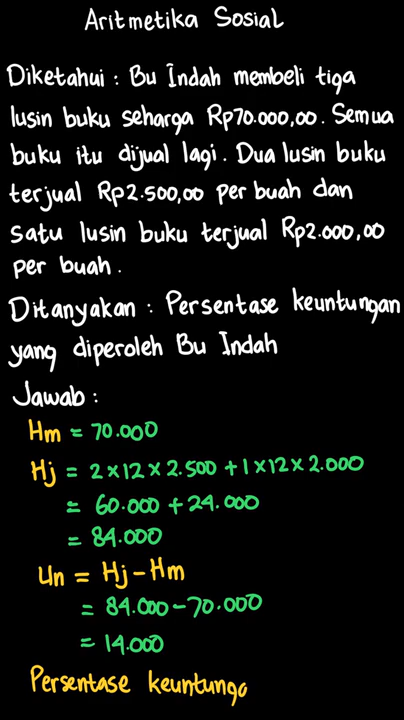 Aritmetika Sosial
Diketahui : Bu Indah membeli tiga
lusin buku seharga Rp70.000,00. Semua
buku itu dijual lagi. Dua lusin buku
terjual Rp2.500,00 per buah dan
satu lusin buku terjual Rp2.000,00
per buah.
Ditanyakan : Persentase keuntungan
yang diperoleh Bu Indah
Jawab :
Hm = 70.000
Hj = 2×12×2.500 + 1×12×2.000
= 60.000 + 24.000
= 84.000
Un = Hj - Hm
= 84.000 - 70.000
= 14.000
Persentase keuntunga